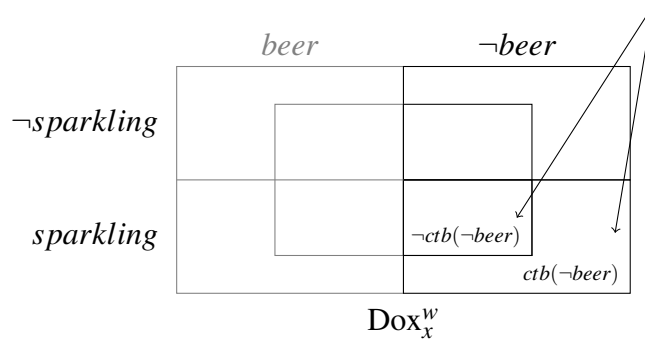 beer ¬beer
¬sparkling
sparkling
¬ctb(¬beer)
ctb(¬beer)
Dox_x^w